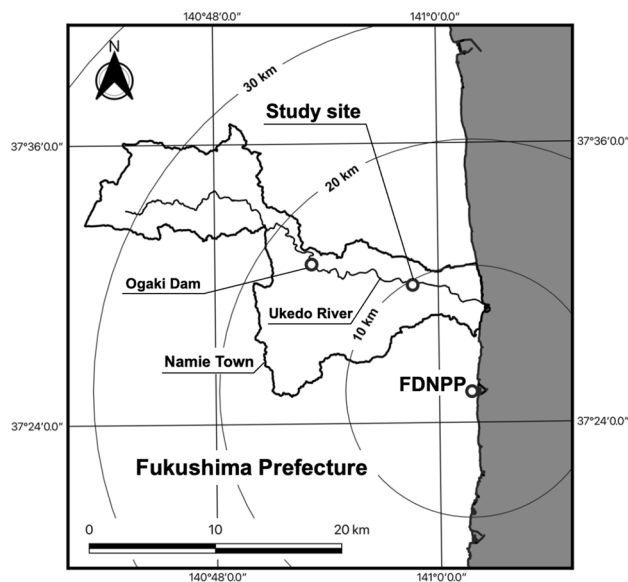 140°48'0.0"
141°0'0.0"
N
30 km
Study site
37°36'0.0"
37°36'0.0"
20 km
Ogaki Dam
Ukedo River
10 km
Namie Town
FDNPP
37°24'0.0"
37°24'0.0"
Fukushima Prefecture
0
10
20 km
140°48'0.0"
141°0'0.0"